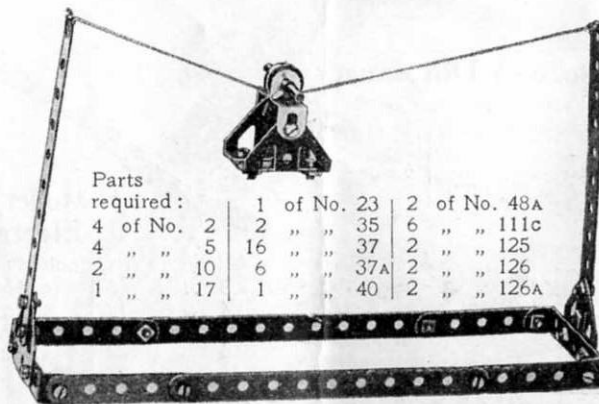 Parts
required: 1 of No. 23 2 of No. 48A
4 of No. 2 2 „ „ 35 6 „ „ 111c
4 „ „ 5 16 „ „ 37 2 „ „ 125
2 „ „ 10 6 „ „ 37A 2 „ „ 126
1 „ „ 17 1 „ „ 40 2 „ „ 126A